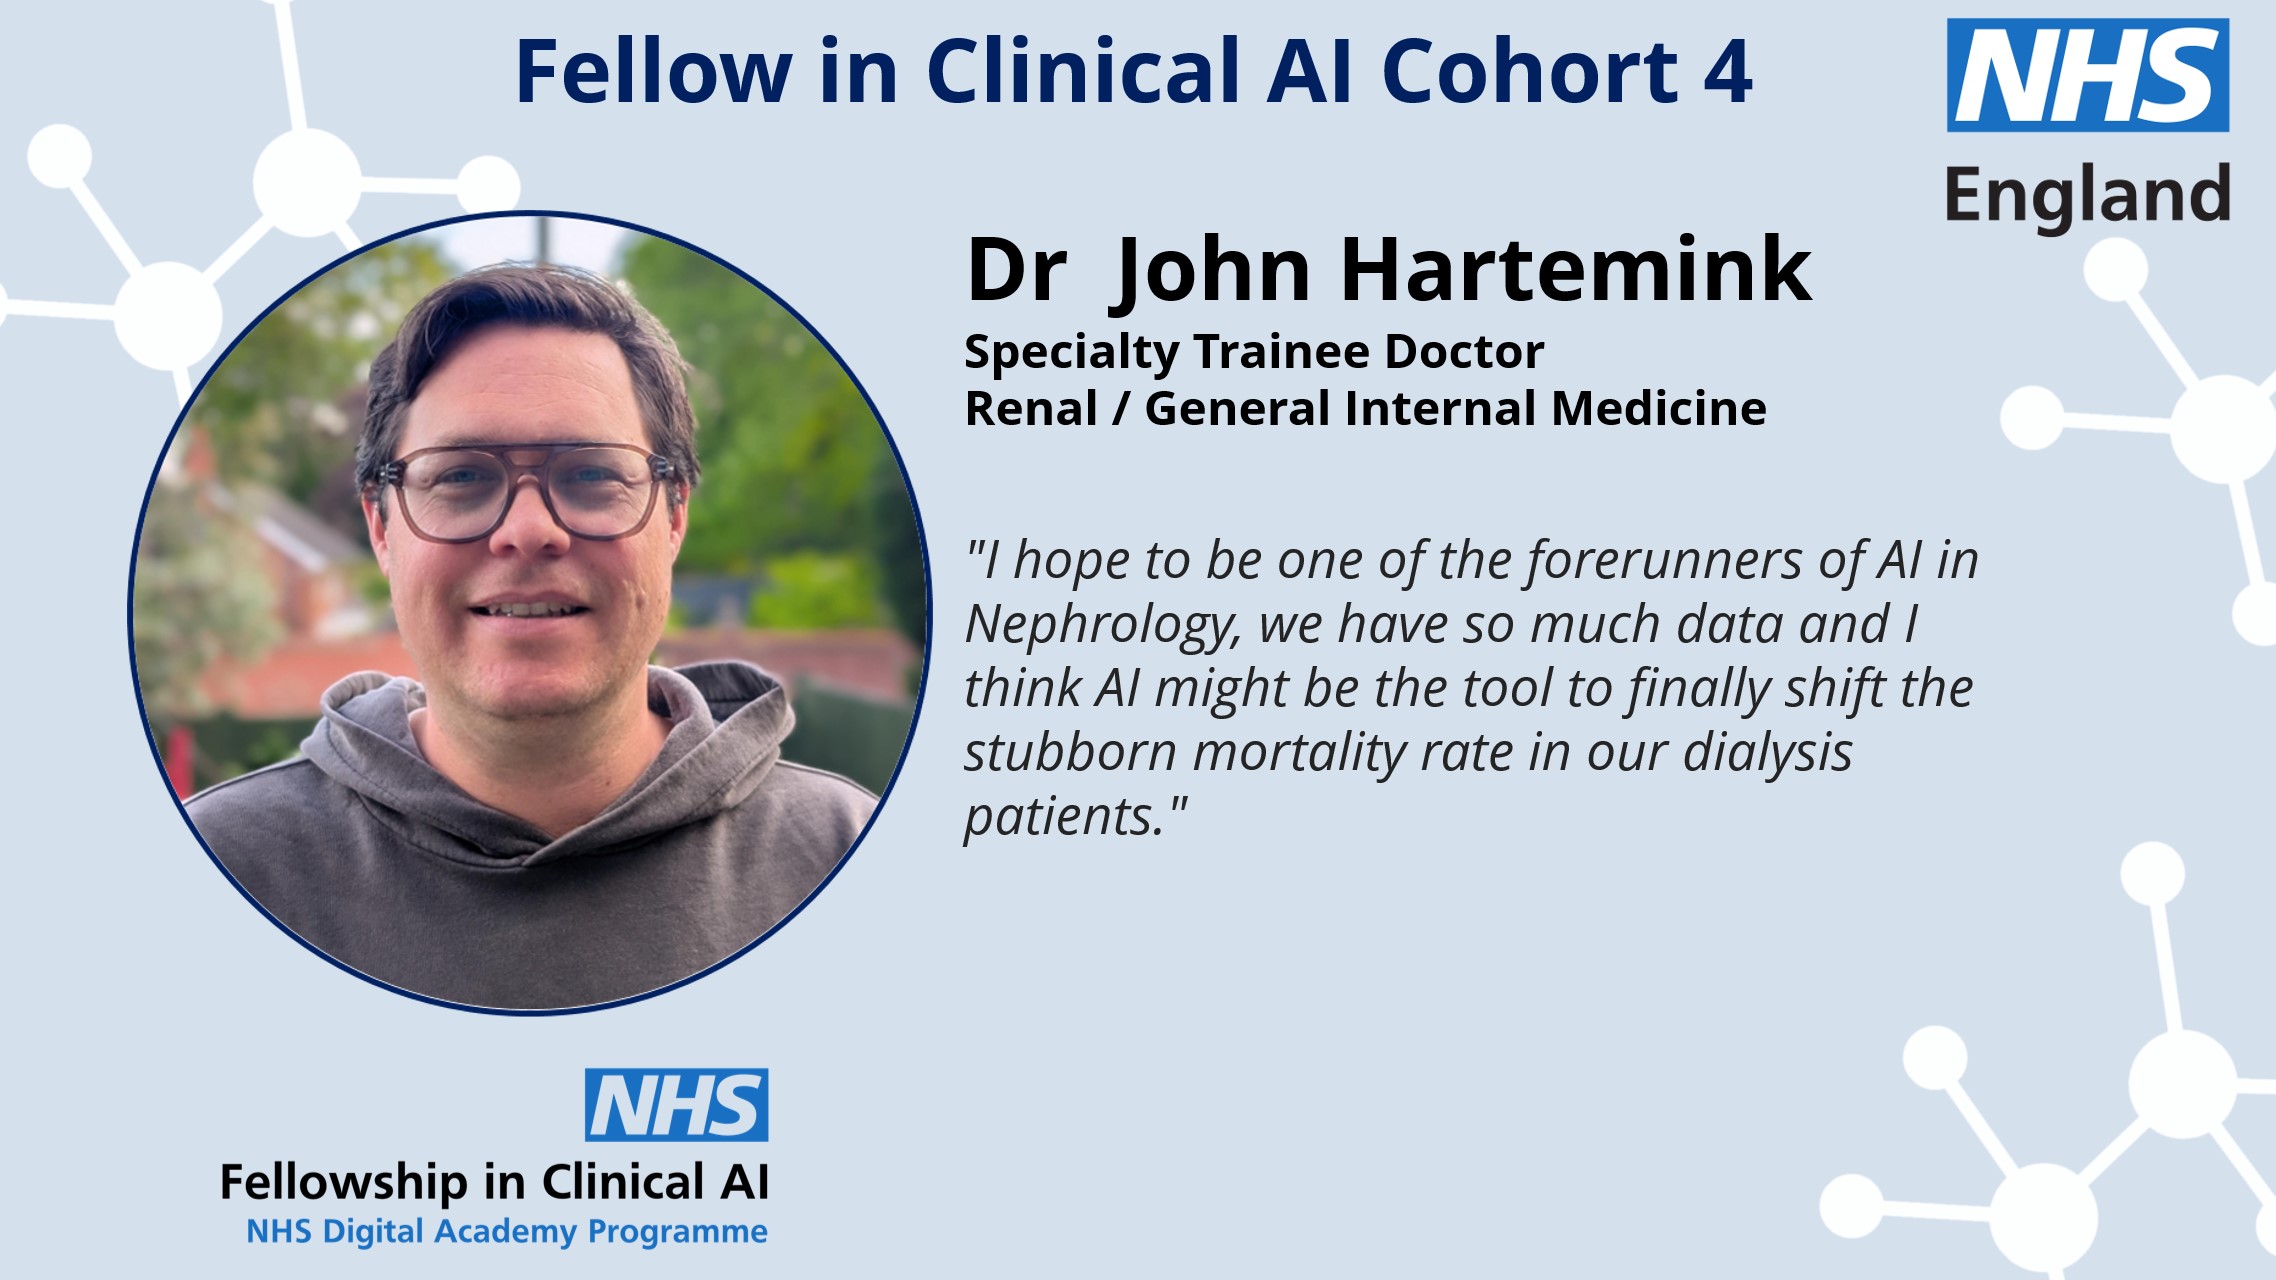 Fellow in Clinical AI Cohort 4
NHS
England
Dr John Hartemink
Specialty Trainee Doctor
Renal / General Internal Medicine
"I hope to be one of the forerunners of AI in
Nephrology, we have so much data and I
think AI might be the tool to finally shift the
stubborn mortality rate in our dialysis
patients."
NHS
Fellowship in Clinical AI
NHS Digital Academy Programme